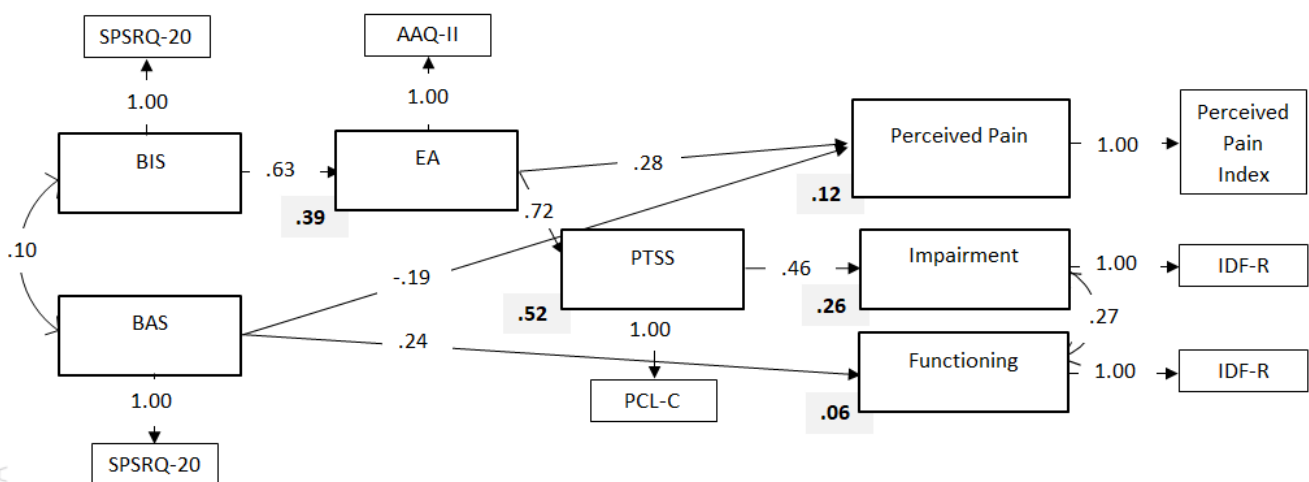 SPSRQ-20
AAQ-II
1.00
1.00
BIS
.63
EA
.39
.28
Perceived Pain
.12
1.00
Perceived
Pain
Index
.10
.72
-.19
PTSS
.52
.46
Impairment
.26
1.00
IDF-R
BAS
.24
1.00
.27
Functioning
.06
1.00
IDF-R
1.00
PCL-C
SPSRQ-20